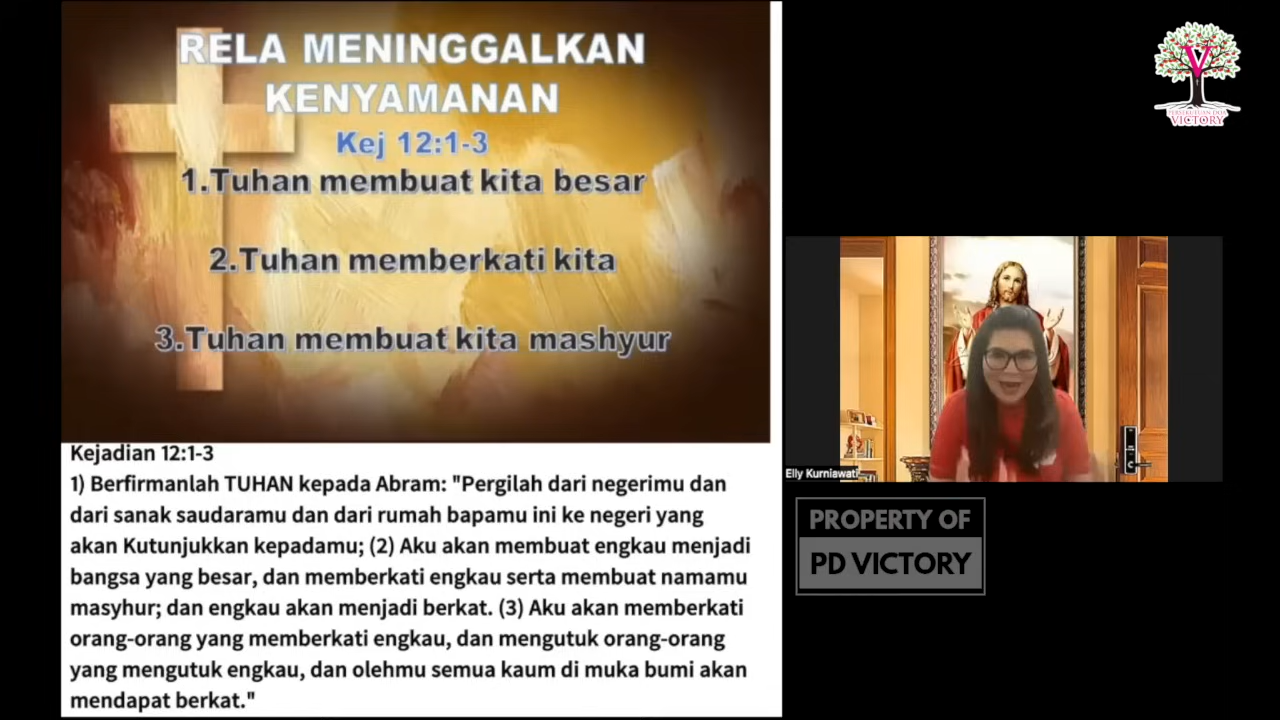 RELA MENINGGALKAN
KENYAMANAN
Kej 12:1-3
1.Tuhan membuat kita besar
2.Tuhan memberkati kita
3.Tuhan membuat kita mashyur
Kejadian 12:1-3
1) Berfirmanlah TUHAN kepada Abram: "Pergilah dari negerimu dan
dari sanak saudaramu dan dari rumah bapamu ini ke negeri yang
akan Kutunjukkan kepadamu; (2) Aku akan membuat engkau menjadi
bangsa yang besar, dan memberkati engkau serta membuat namamu
masyhur; dan engkau akan menjadi berkat. (3) Aku akan memberkati
orang-orang yang memberkati engkau, dan mengutuk orang-orang
yang mengutuk engkau, dan olehmu semua kaum di muka bumi akan
mendapat berkat."
V
PERSEKUTUAN DOA
VICTORY
Elly Kurniawati
PROPERTY OF
PD VICTORY